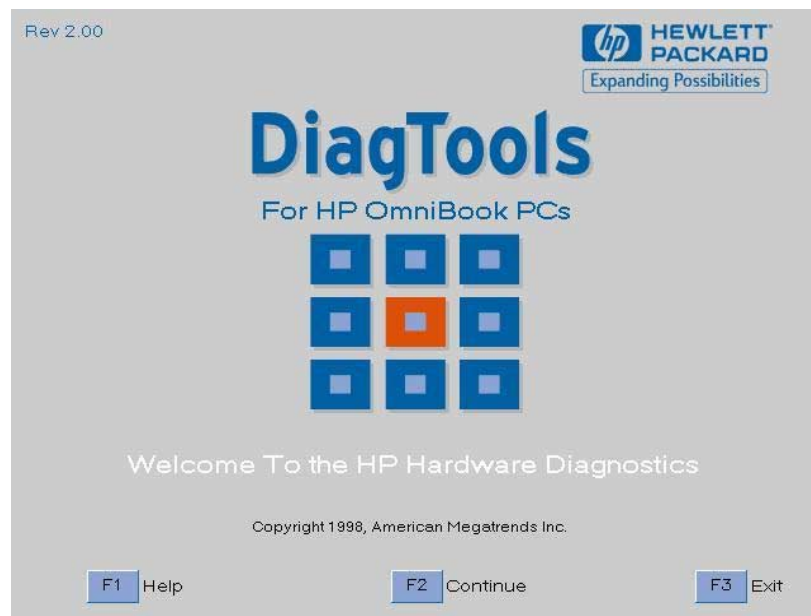 Rev 2.00
hp HEWLETT
PACKARD
Expanding Possibilities
DiagTools
For HP OmniBook PCs
Welcome To the HP Hardware Diagnostics
Copyright 1998, American Megatrends Inc.
F1 Help F2 Continue F3 Exit